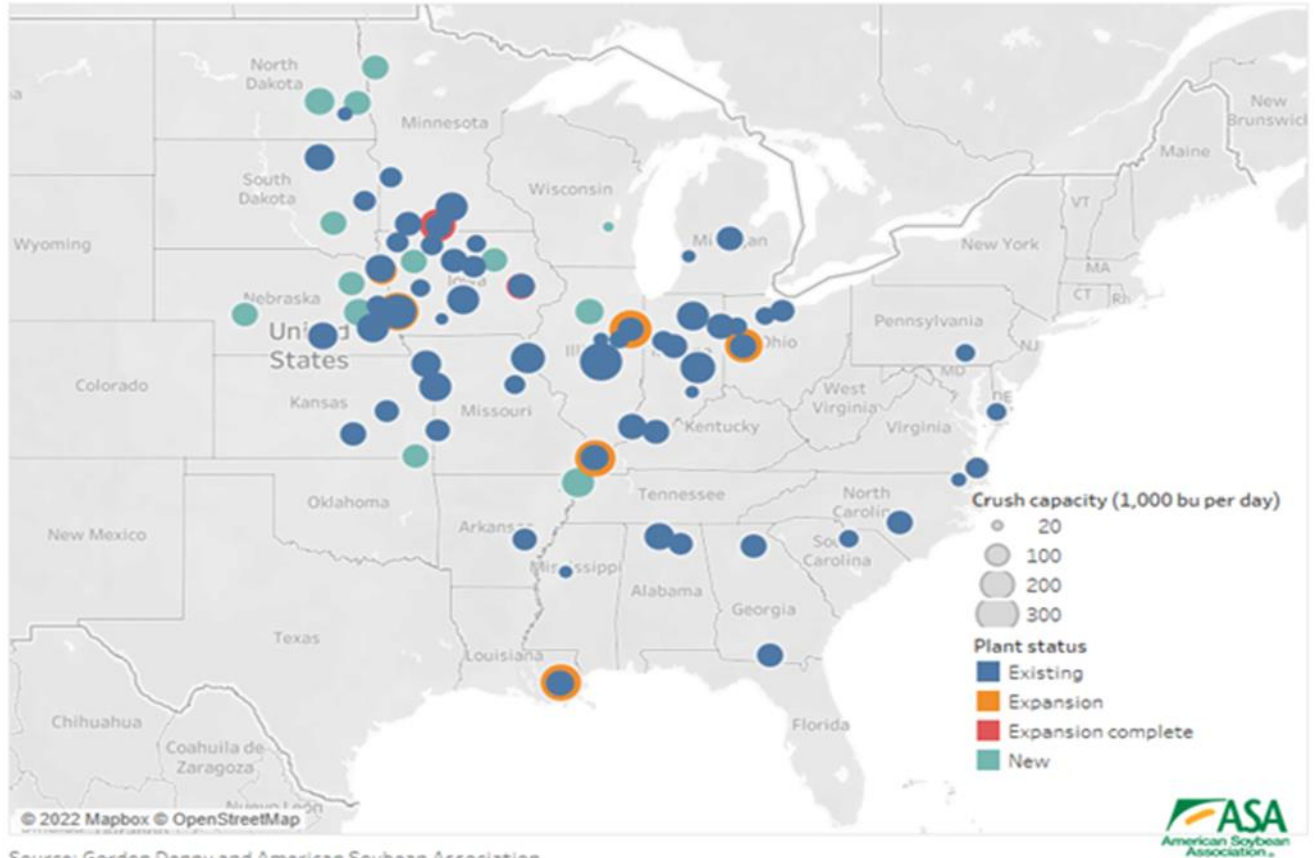 North
Dakota
Minnesota
New
Brunswick
Maine
South
Dakota
Wisconsin
VT
Wyoming
New York
MA
CT
Nebraska
United
States
Pennsylvania
NJ
Ohio
MD
Colorado
West
Virginia
DE
Kansas
Missouri
Kentucky
Virginia
Oklahoma
Tennessee
North
Carolina
New Mexico
Arkansas
Mississippi
South
Carolina
Alabama
Georgia
Texas
Louisiana
Florida
Chihuahua
Coahuila de
Zaragoza
Nuevo León
Crush capacity (1,000 bu per day)
20
100
200
300
Plant status
Existing
Expansion
Expansion complete
New
© 2022 Mapbox © OpenStreetMap
ASA
American Soybean
Association
Source: Gordon Denny and American Soybean Association